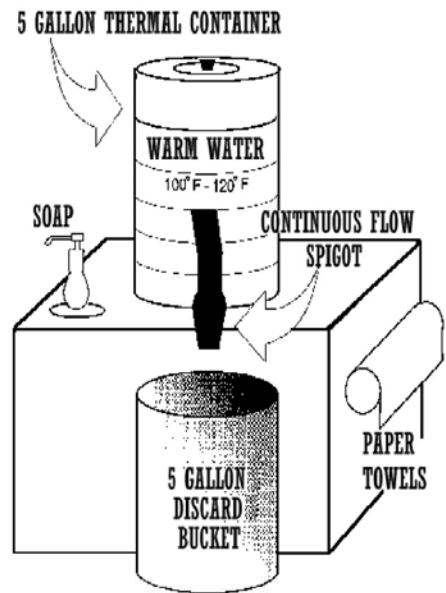 5 GALLON THERMAL CONTAINER
WARM WATER
100°F - 120°F
SOAP
CONTINUOUS FLOW
SPIGOT
PAPER
TOWELS
5 GALLON
DISCARD
BUCKET